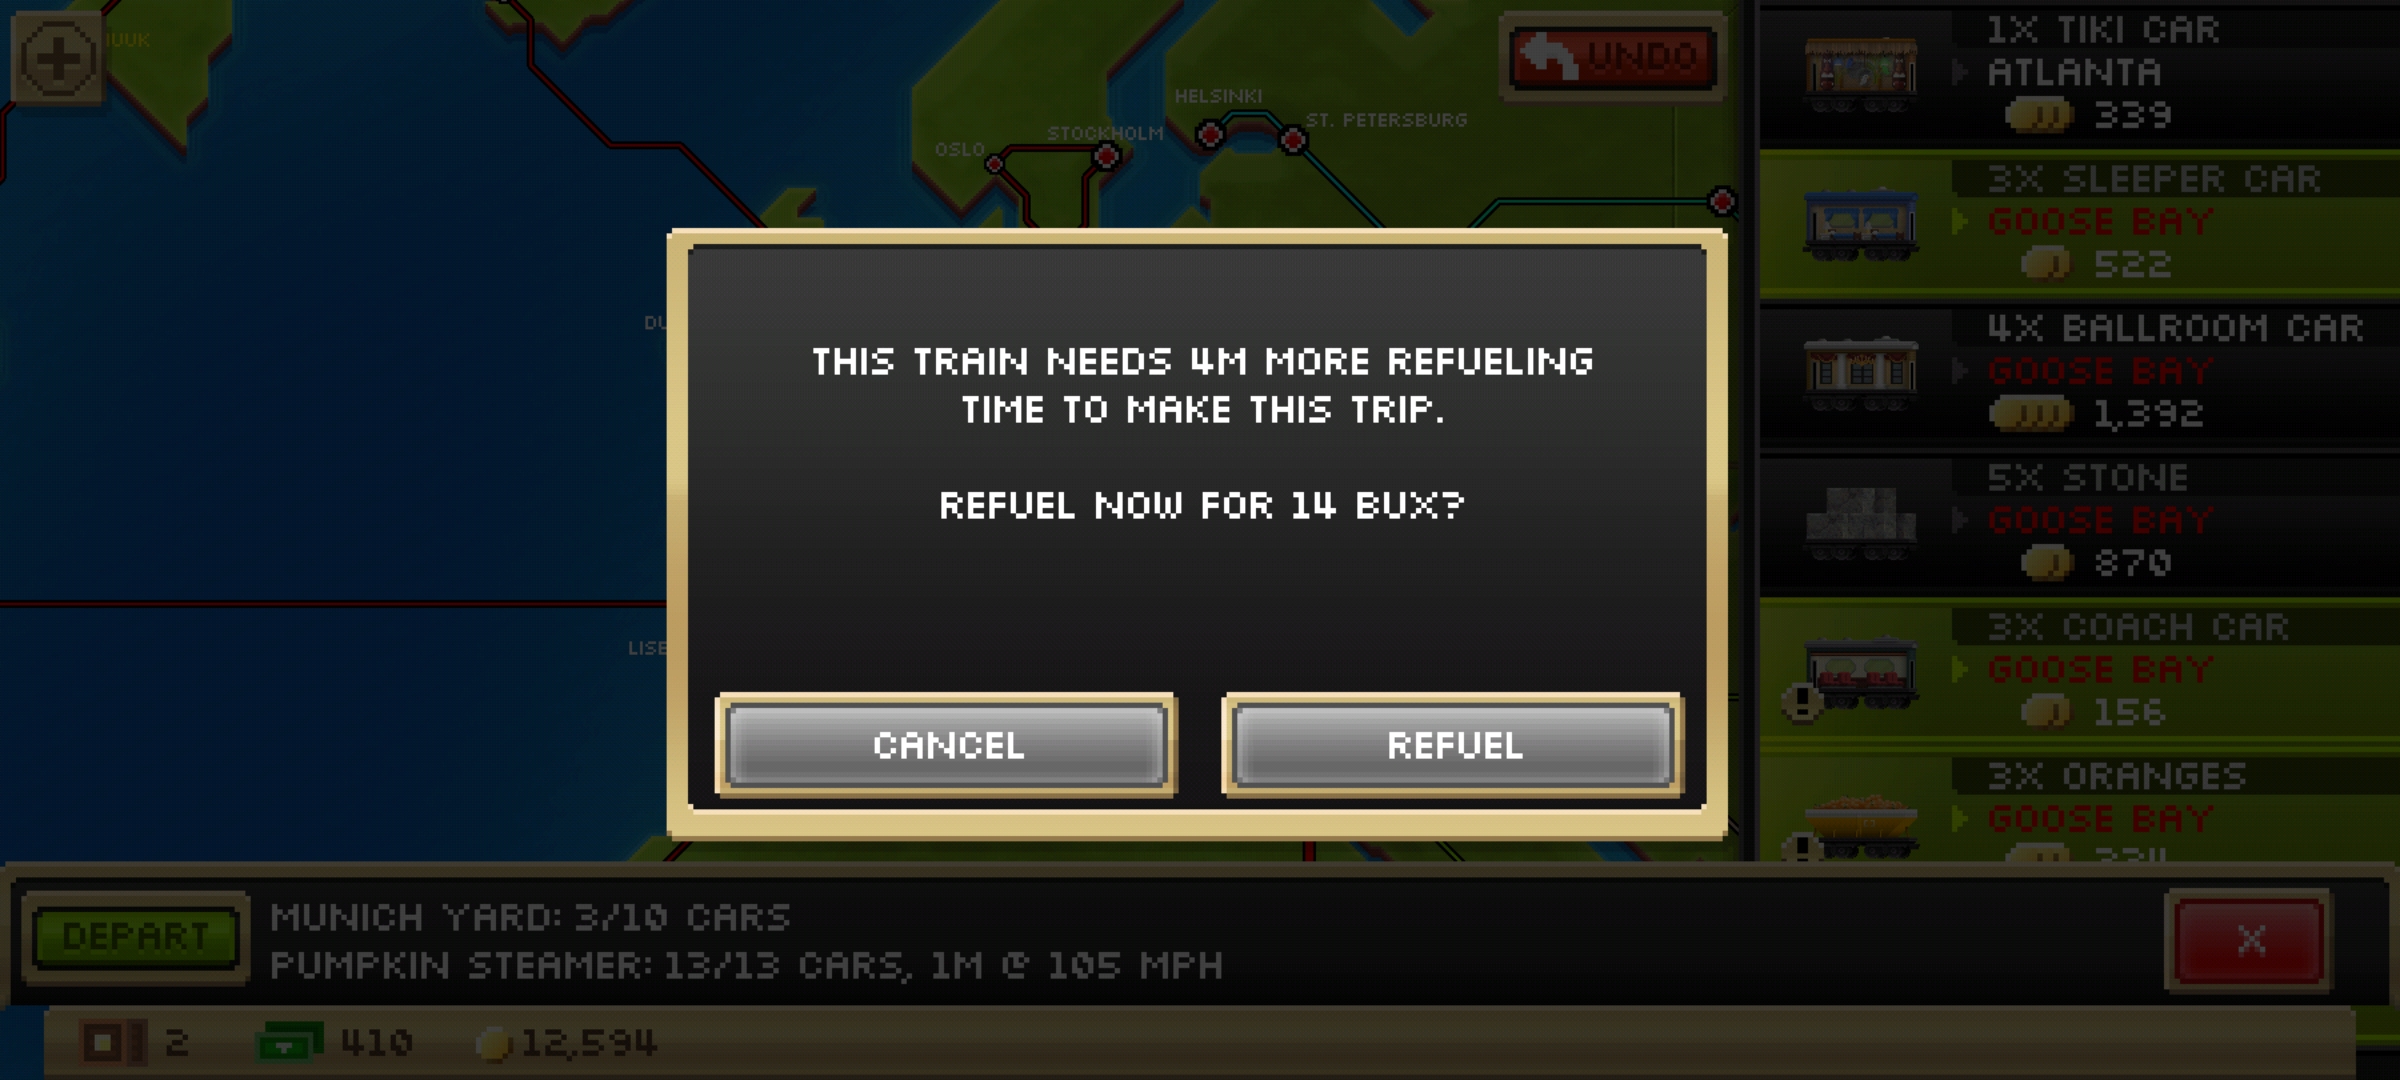 UNDO
HELSINKI
ST. PETERSBURG
STOCKHOLM
OSLO
1X TIKI CAR
ATLANTA
339
3X SLEEPER CAR
GOOSE BAY
522
4X BALLROOM CAR
GOOSE BAY
1,392
5X STONE
GOOSE BAY
870
3X COACH CAR
GOOSE BAY
156
3X ORANGES
GOOSE BAY
THIS TRAIN NEEDS 4M MORE REFUELING
TIME TO MAKE THIS TRIP.
REFUEL NOW FOR 14 BUX?
CANCEL
REFUEL
DEPART
MUNICH YARD: 3/10 CARS
PUMPKIN STEAMER: 13/13 CARS, 1M @ 105 MPH
X
2
410
12,594